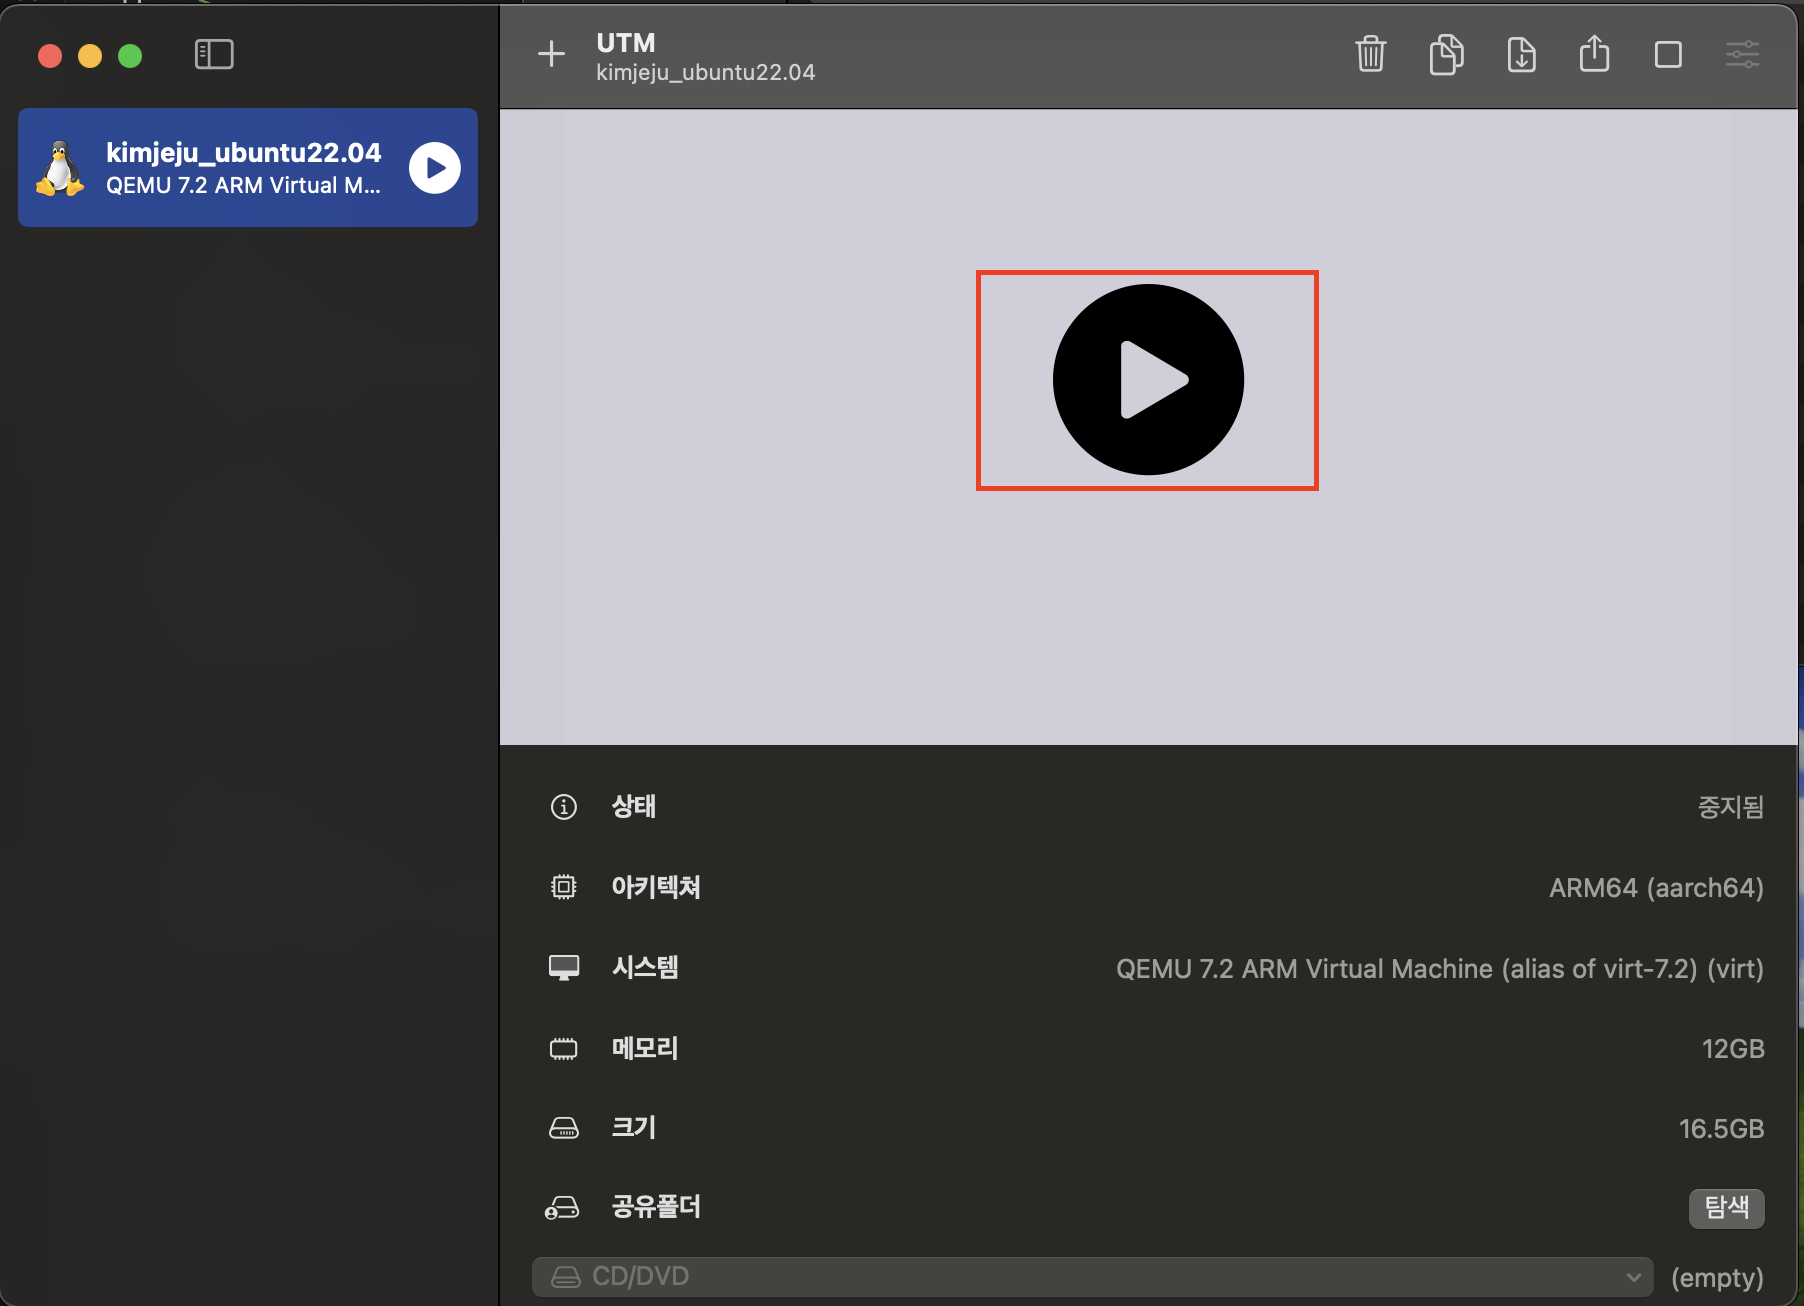 UTM
kimjeju_ubuntu22.04
kimjeju_ubuntu22.04
QEMU 7.2 ARM Virtual M...
상태
중지됨
아키텍쳐
ARM64 (aarch64)
시스템
QEMU 7.2 ARM Virtual Machine (alias of virt-7.2) (virt)
메모리
12GB
크기
16.5GB
공유폴더
탐색
CD/DVD
(empty)